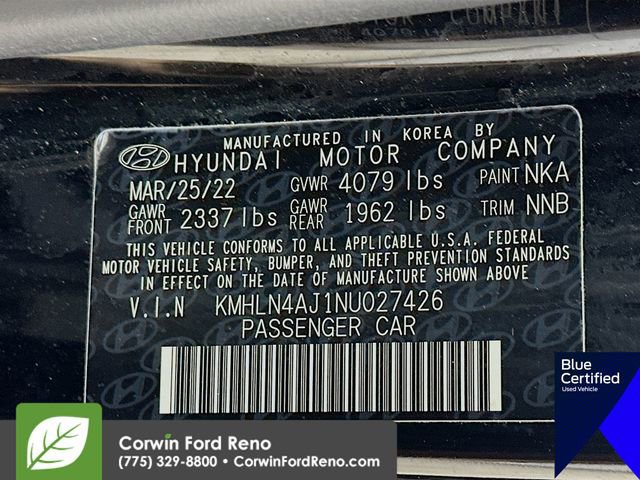 MANUFACTURED IN KOREA BY
HYUNDAI MOTOR COMPANY
MAR/25/22 GVWR 4079 lbs PAINT NKA
GAWR FRONT 2337 lbs GAWR REAR 1962 lbs TRIM NNB
THIS VEHICLE CONFORMS TO ALL APPLICABLE U.S.A. FEDERAL
MOTOR VEHICLE SAFETY, BUMPER, AND THEFT PREVENTION STANDARDS
IN EFFECT ON THE DATE OF MANUFACTURE SHOWN ABOVE
V.I.N KMHLN4AJ1NU027426
PASSENGER CAR
Blue
Certified
Used Vehicle
Corwin Ford Reno
(775) 329-8800 • CorwinFordReno.com